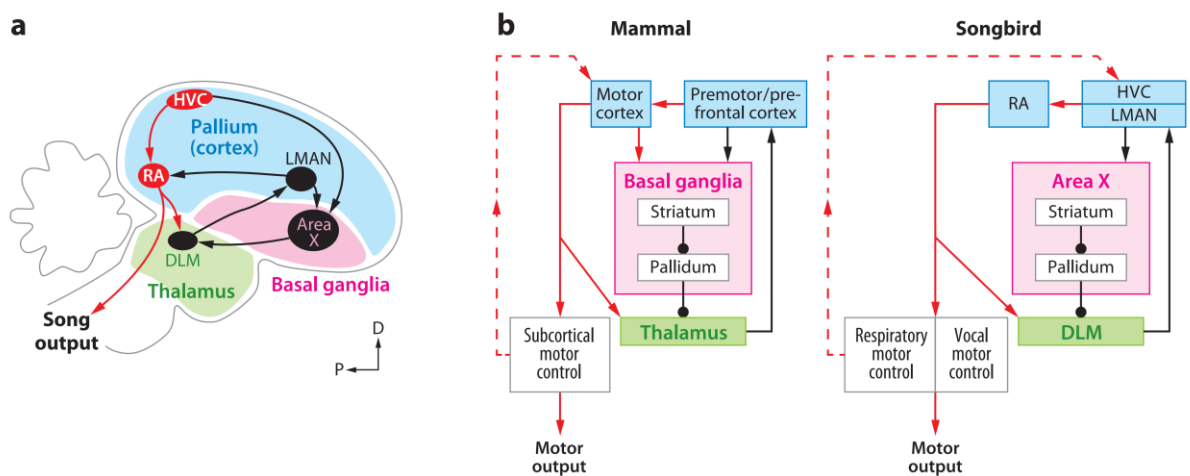 a
HVC
Pallium
(cortex)
LMAN
RA
Area
X
DLM
Thalamus
Basal ganglia
Song
output
D
P
b
Mammal
Motor
cortex
Premotor/pre-
frontal cortex
Basal ganglia
Striatum
Pallidum
Subcortical
motor
control
Thalamus
Motor
output
Songbird
RA
HVC
LMAN
Area X
Striatum
Pallidum
Respiratory
motor
control
Vocal
motor
control
DLM
Motor
output